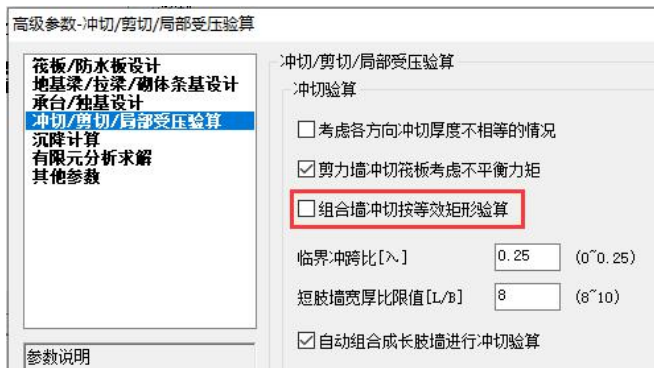 高级参数-冲切/剪切/局部受压验算
筏板/防水板设计
地基梁/拉梁/砌体条基设计
承台/独基设计
冲切/剪切/局部受压验算
沉降计算
有限元分析求解
其他参数
参数说明
冲切/剪切/局部受压验算
冲切验算
考虑各方向冲切厚度不相等的情况
剪力墙冲切筏板考虑不平衡力矩
组合墙冲切按等效矩形验算
临界冲跨比[λ] 0.25 (0~0.25)
短肢墙宽厚比限值[L/B] 8 (8~10)
自动组合成长肢墙进行冲切验算